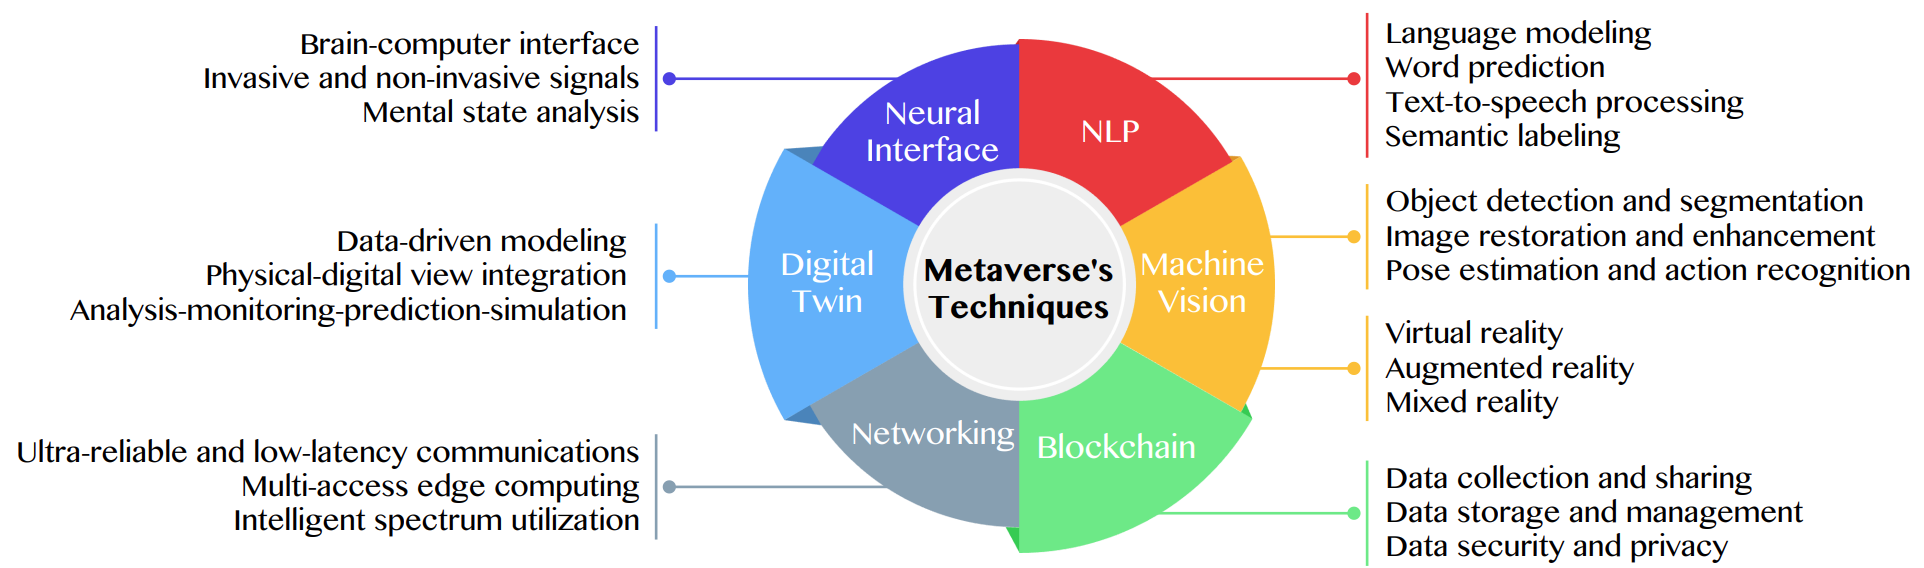 Brain-computer interface
Invasive and non-invasive signals
Mental state analysis
Data-driven modeling
Physical-digital view integration
Analysis-monitoring-prediction-simulation
Ultra-reliable and low-latency communications
Multi-access edge computing
Intelligent spectrum utilization
Neural
Interface
NLP
Digital
Twin
Metaverse's
Techniques
Machine
Vision
Networking
Blockchain
Language modeling
Word prediction
Text-to-speech processing
Semantic labeling
Object detection and segmentation
Image restoration and enhancement
Pose estimation and action recognition
Virtual reality
Augmented reality
Mixed reality
Data collection and sharing
Data storage and management
Data security and privacy